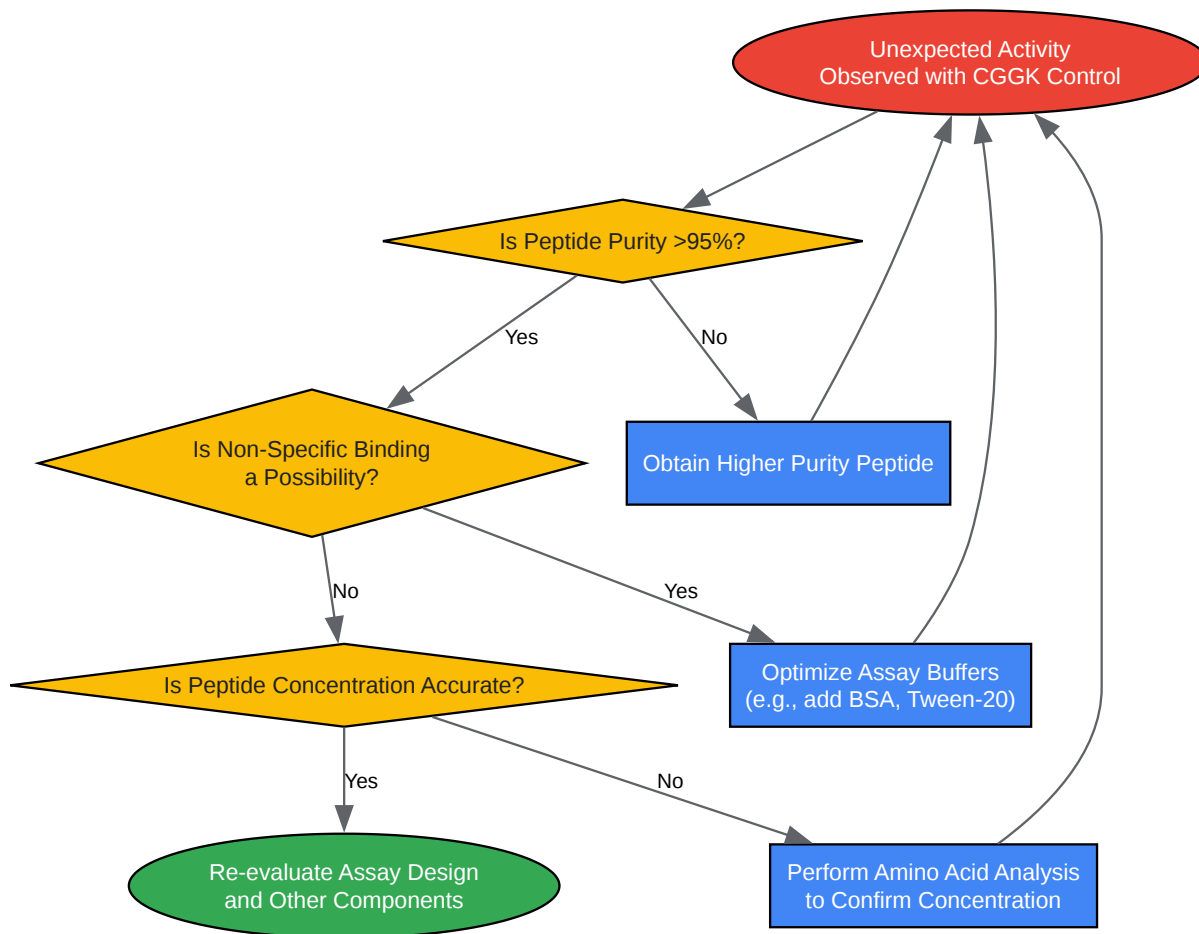 Unexpected Activity
Observed with CGGK Control
Is Peptide Purity >95%?
Yes
No
Is Non-Specific Binding
a Possibility?
Obtain Higher Purity Peptide
No
Yes
Is Peptide Concentration Accurate?
Optimize Assay Buffers
(e.g., add BSA, Tween-20)
Yes
No
Re-evaluate Assay Design
and Other Components
Perform Amino Acid Analysis
to Confirm Concentration